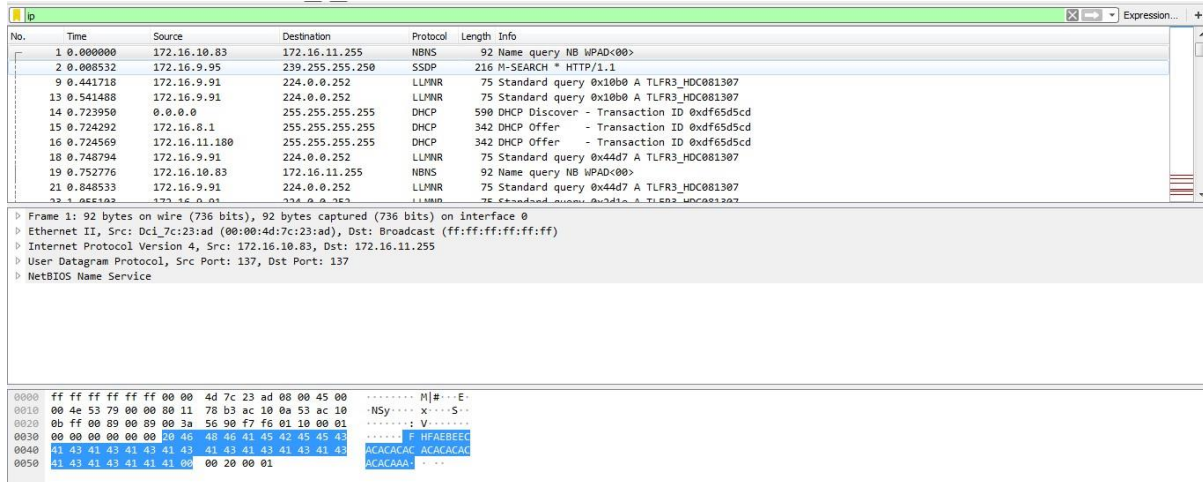 ip Expression... +
No. Time Source Destination Protocol Length Info
1 0.000000 172.16.10.83 172.16.11.255 NBNS 92 Name query NB WPAD<00>
2 0.008532 172.16.9.95 239.255.255.250 SSDP 216 M-SEARCH * HTTP/1.1
9 0.441718 172.16.9.91 224.0.0.252 LLMNR 75 Standard query 0x10b0 A TLFR3_HDC081307
13 0.541488 172.16.9.91 224.0.0.252 LLMNR 75 Standard query 0x10b0 A TLFR3_HDC081307
14 0.723950 0.0.0.0 255.255.255.255 DHCP 590 DHCP Discover - Transaction ID 0xdf65d5cd
15 0.724292 172.16.8.1 255.255.255.255 DHCP 342 DHCP Offer - Transaction ID 0xdf65d5cd
16 0.724569 172.16.11.180 255.255.255.255 DHCP 342 DHCP Offer - Transaction ID 0xdf65d5cd
18 0.748794 172.16.9.91 224.0.0.252 LLMNR 75 Standard query 0x44d7 A TLFR3_HDC081307
19 0.752776 172.16.10.83 172.16.11.255 NBNS 92 Name query NB WPAD<00>
21 0.848533 172.16.9.91 224.0.0.252 LLMNR 75 Standard query 0x44d7 A TLFR3_HDC081307
23 1.055103 172.16.9.91 224.0.0.252 LLMNR 75 Standard query 0x2d1e A TLFR3_HDC081307
Frame 1: 92 bytes on wire (736 bits), 92 bytes captured (736 bits) on interface 0
Ethernet II, Src: Dci_7c:23:ad (00:00:4d:7c:23:ad), Dst: Broadcast (ff:ff:ff:ff:ff:ff)
Internet Protocol Version 4, Src: 172.16.10.83, Dst: 172.16.11.255
User Datagram Protocol, Src Port: 137, Dst Port: 137
NetBIOS Name Service
0000 ff ff ff ff ff ff 00 00 4d 7c 23 ad 08 00 45 00 ········ M|#···E·
0010 00 4e 53 79 00 00 80 11 78 b3 ac 10 0a 53 ac 10 ·NSy···· x····S··
0020 0b ff 00 89 00 89 00 3a 56 90 f7 f6 01 10 00 01 ·······: V·······
0030 00 00 00 00 00 00 20 46 48 46 41 45 42 45 45 43 ······ F HFAEBEEC
0040 41 43 41 43 41 43 41 43 41 43 41 43 41 43 41 43 ACACACAC ACACACAC
0050 41 43 41 43 41 41 41 00 00 20 00 01 ACACAAA· · ··